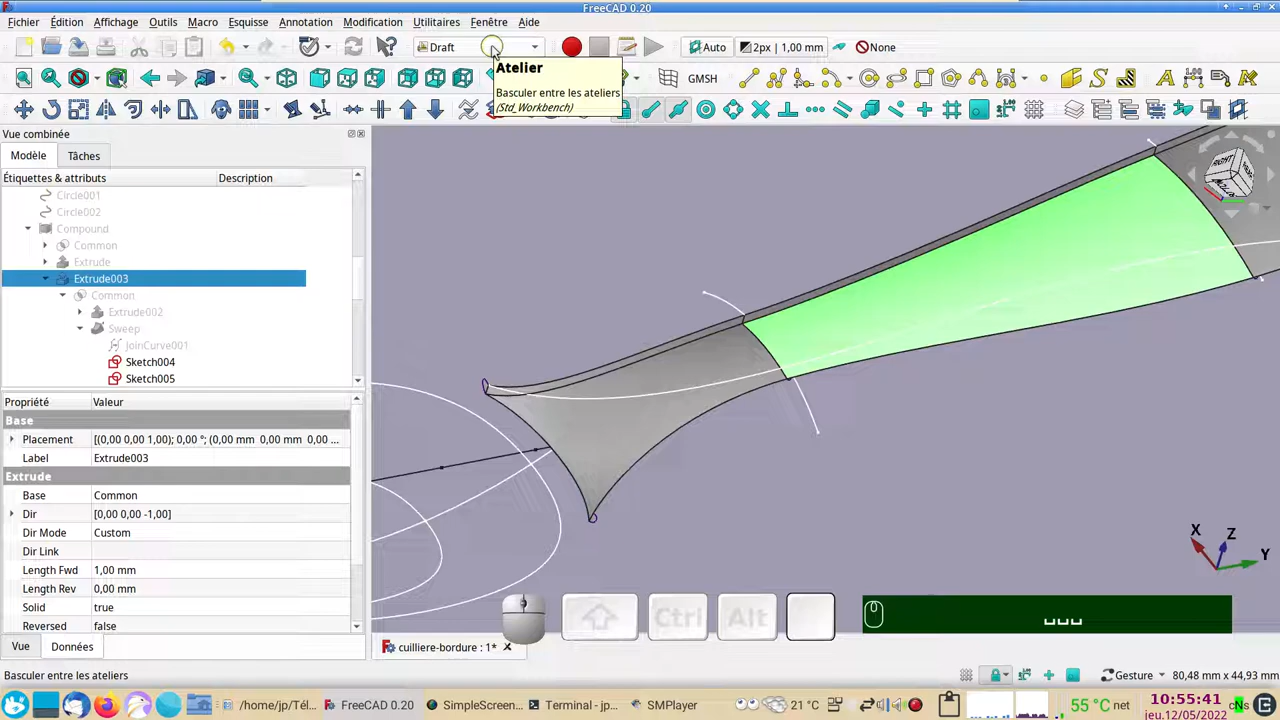 FreeCAD 0.20
Fichier Édition Affichage Outils Macro Esquisse Annotation Modification Utilitaires Fenêtre Aide
Draft
Auto
2px | 1,00 mm
None
Atelier
Basculer entre les ateliers
(Std_Workbench)
GMSH
Vue combinée
Modèle Tâches
Étiquettes & attributs Description
Circle001
Circle002
Compound
Common
Extrude
Extrude003
Common
Extrude002
Sweep
JoinCurve001
Sketch004
Sketch005
Propriété Valeur
Base
Placement [(0,00 0,00 1,00); 0,00 °; (0,00 mm 0,00 mm 0,00 ...
Label Extrude003
Extrude
Base Common
Dir [0,00 0,00 -1,00]
Dir Mode Custom
Dir Link
Length Fwd 1,00 mm
Length Rev 0,00 mm
Solid true
Reversed false
Vue Données
RIGHT
BOTTOM
X Z Y
Ctrl Alt
cuilliere-bordure : 1*
Basculer entre les ateliers
Gesture 80,48 mm x 44,93 mm
/home/jp/Tél... FreeCAD 0.20 SimpleScreen... Terminal - jp... SMPlayer 21°C 55 °C net 10:55:41
jeu.12/05/2022